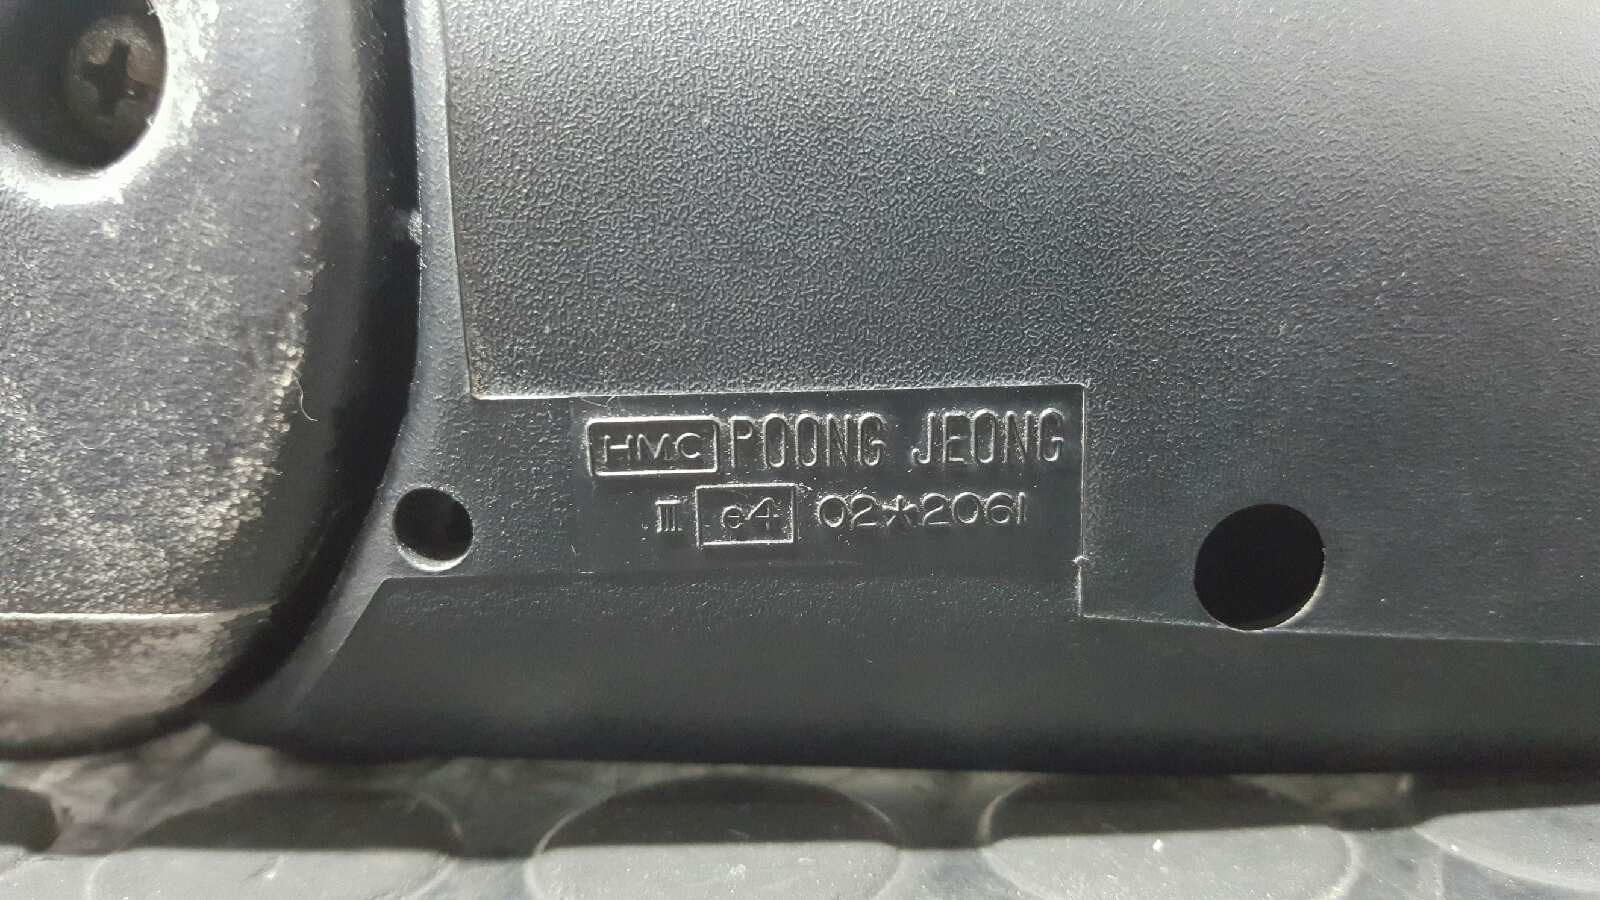 HMC POONG JEONG
III e4 02*2061